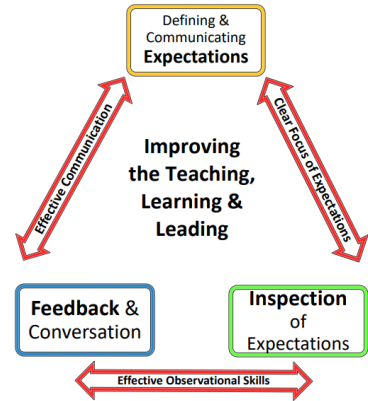 Defining &
Communicating
Expectations
Effective Communication
Clear Focus of Expectations
Improving
the Teaching,
Learning &
Leading
Feedback &
Conversation
Inspection
of
Expectations
Effective Observational Skills